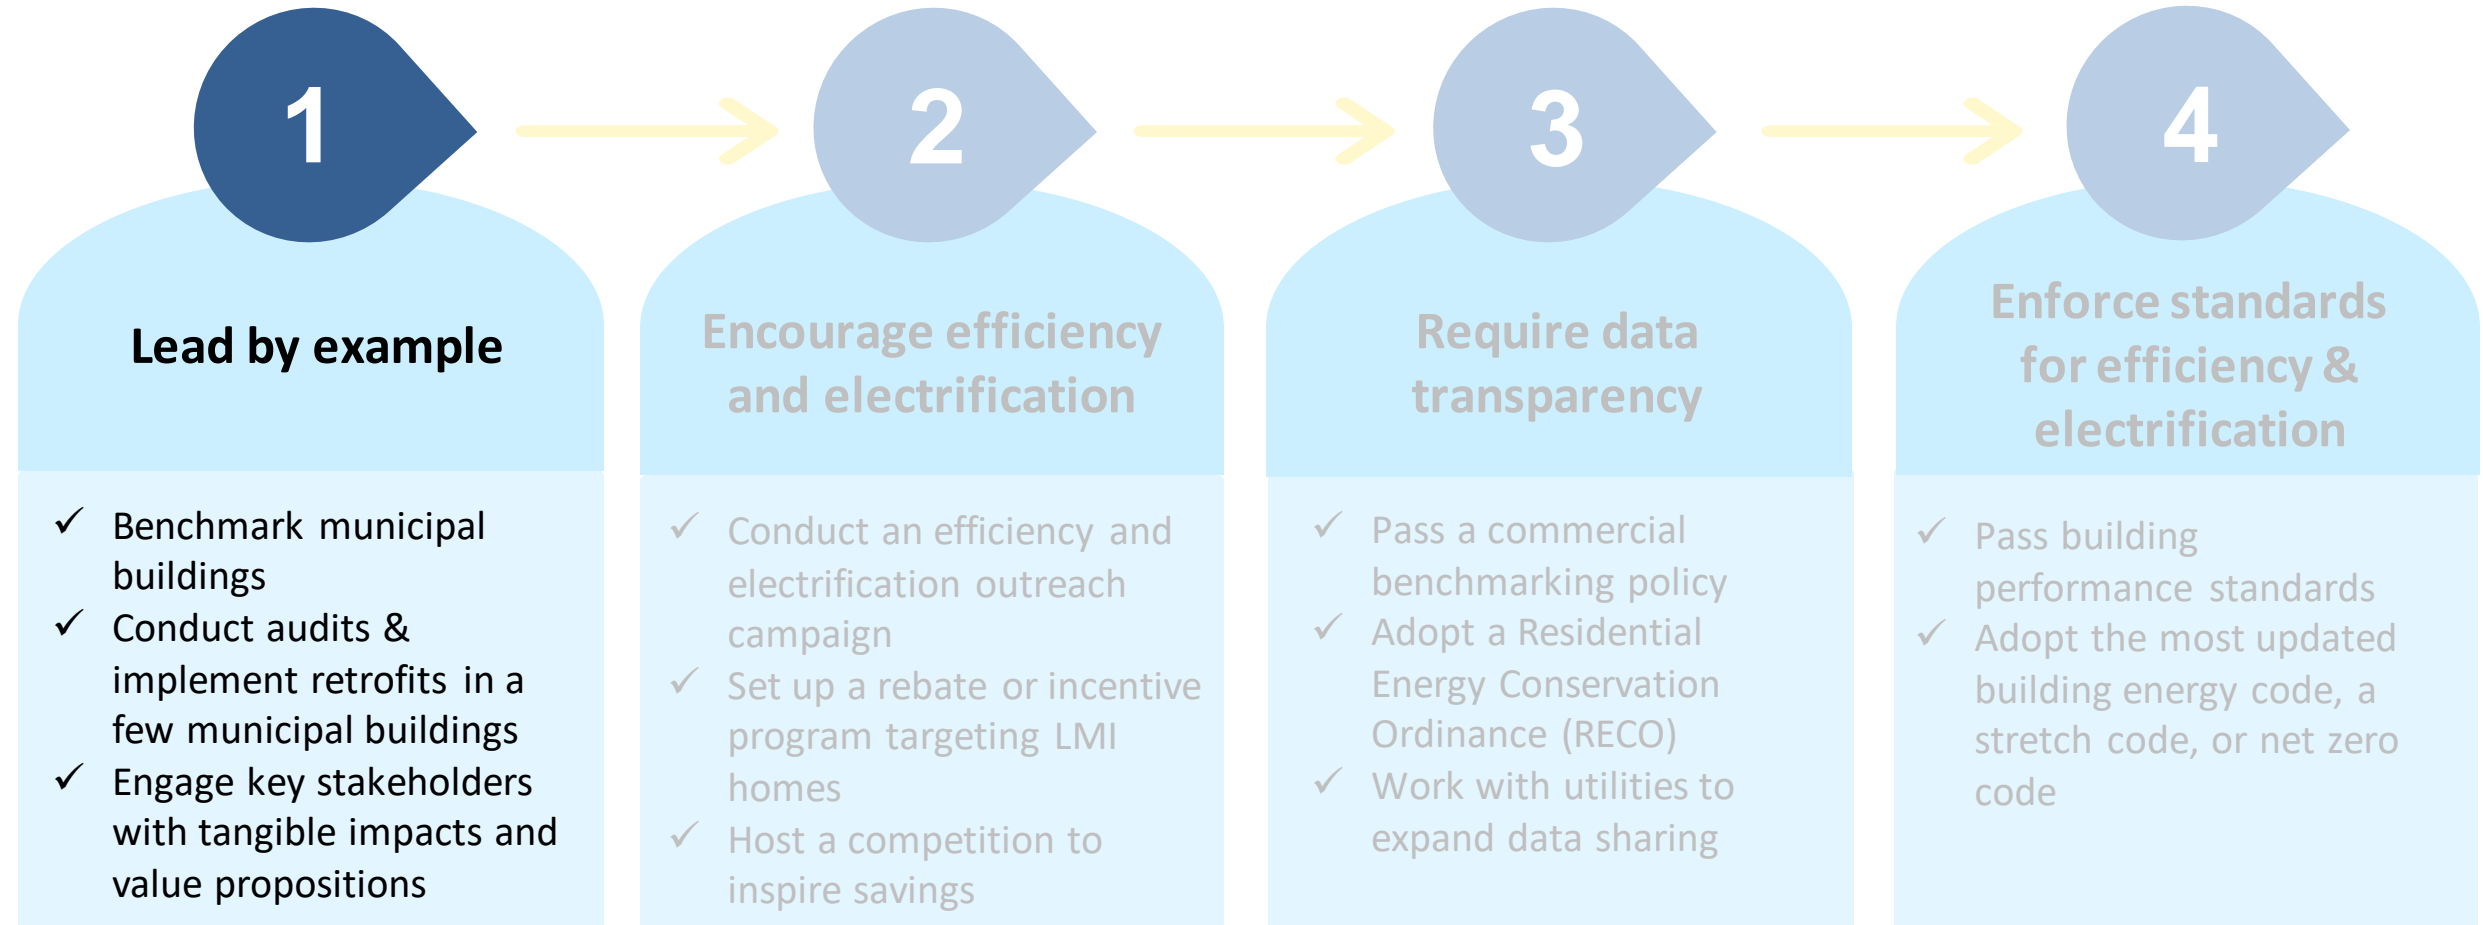 1
Lead by example
✓ Benchmark municipal
buildings
✓ Conduct audits &
implement retrofits in a
few municipal buildings
✓ Engage key stakeholders
with tangible impacts and
value propositions
2
Encourage efficiency
and electrification
✓ Conduct an efficiency and
electrification outreach
campaign
✓ Set up a rebate or incentive
program targeting LMI
homes
✓ Host a competition to
inspire savings
3
Require data
transparency
✓ Pass a commercial
benchmarking policy
✓ Adopt a Residential
Energy Conservation
Ordinance (RECO)
✓ Work with utilities to
expand data sharing
4
Enforce standards
for efficiency &
electrification
✓ Pass building
performance standards
✓ Adopt the most updated
building energy code, a
stretch code, or net zero
code